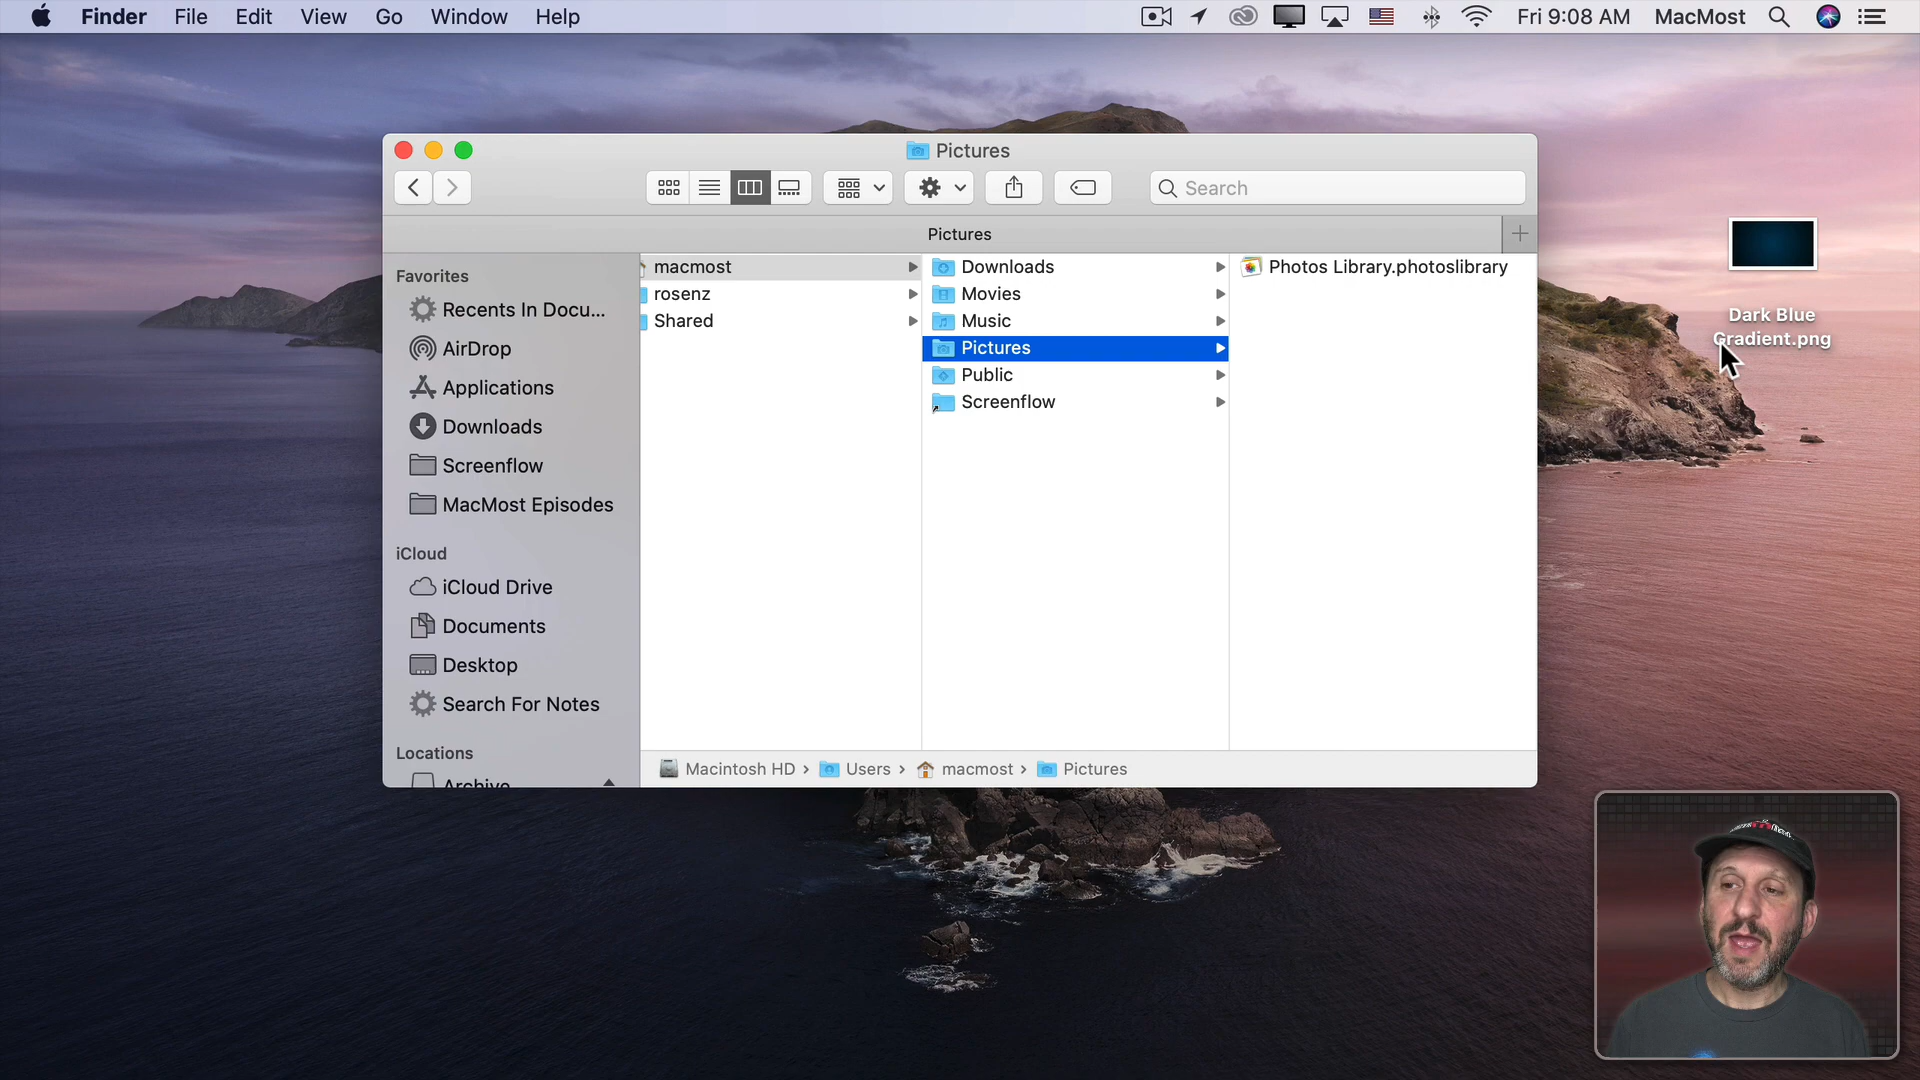 Finder File Edit View Go Window Help Fri 9:08 AM MacMost
Pictures
Search
Pictures
Favorites
Recents In Docu...
AirDrop
Applications
Downloads
Screenflow
MacMost Episodes
iCloud
iCloud Drive
Documents
Desktop
Search For Notes
Locations
Archive
macmost
rosenz
Shared
Downloads
Movies
Music
Pictures
Public
Screenflow
Photos Library.photoslibrary
Macintosh HD › Users › macmost › Pictures
Dark Blue
Gradient.png